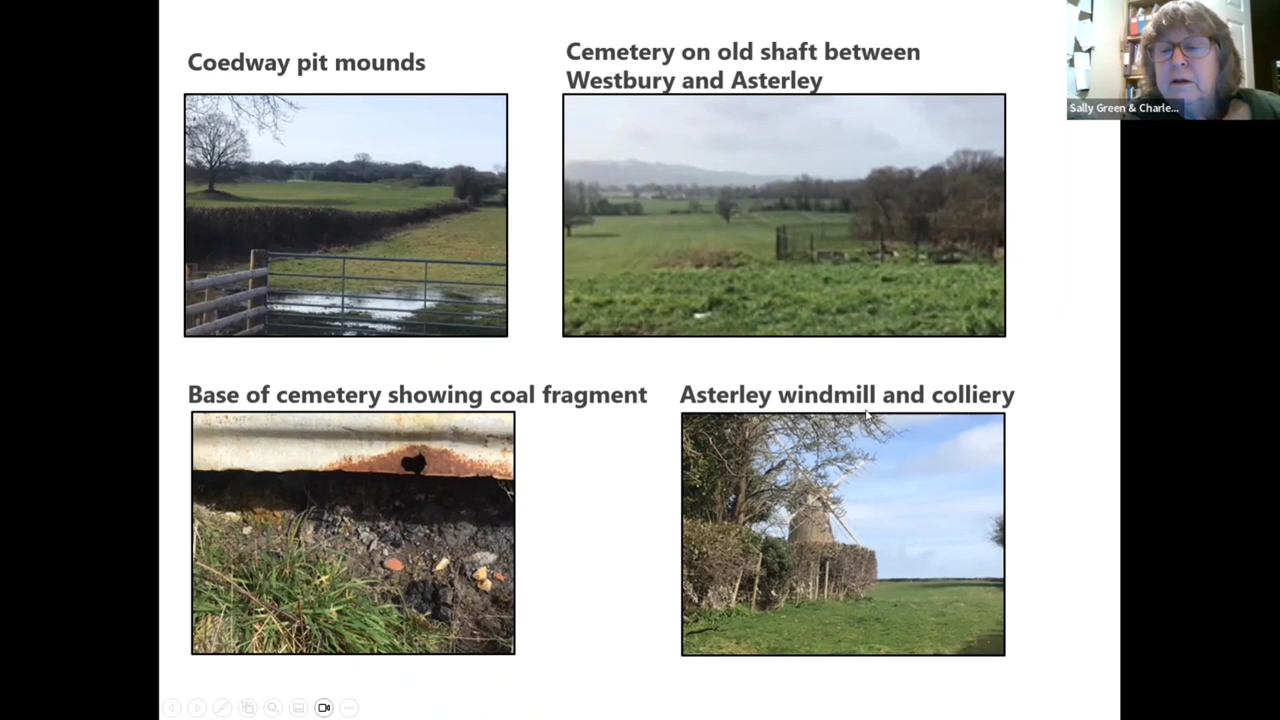 Coedway pit mounds
Cemetery on old shaft between
Westbury and Asterley
Sally Green & Charle...
Base of cemetery showing coal fragment
Asterley windmill and colliery